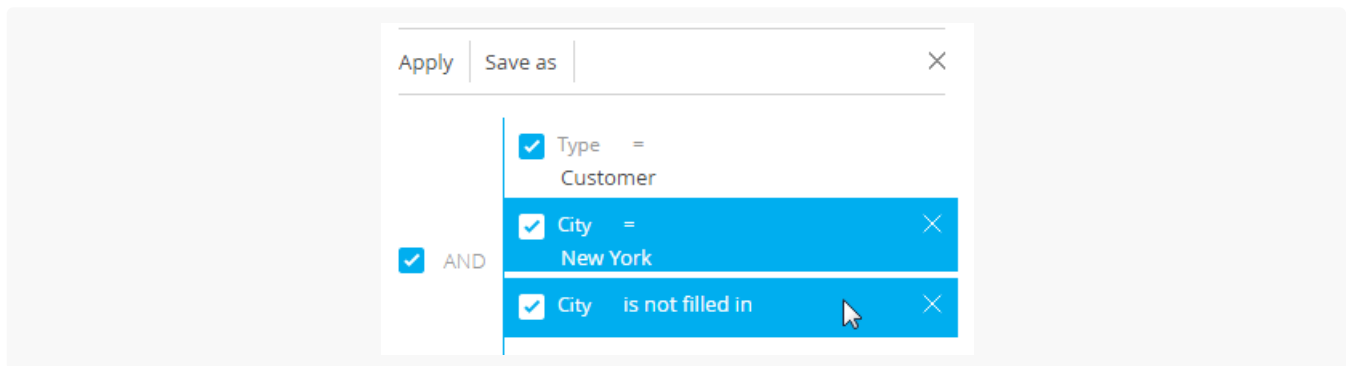 Apply Save as
Type =
Customer
City =
New York
AND
City is not filled in